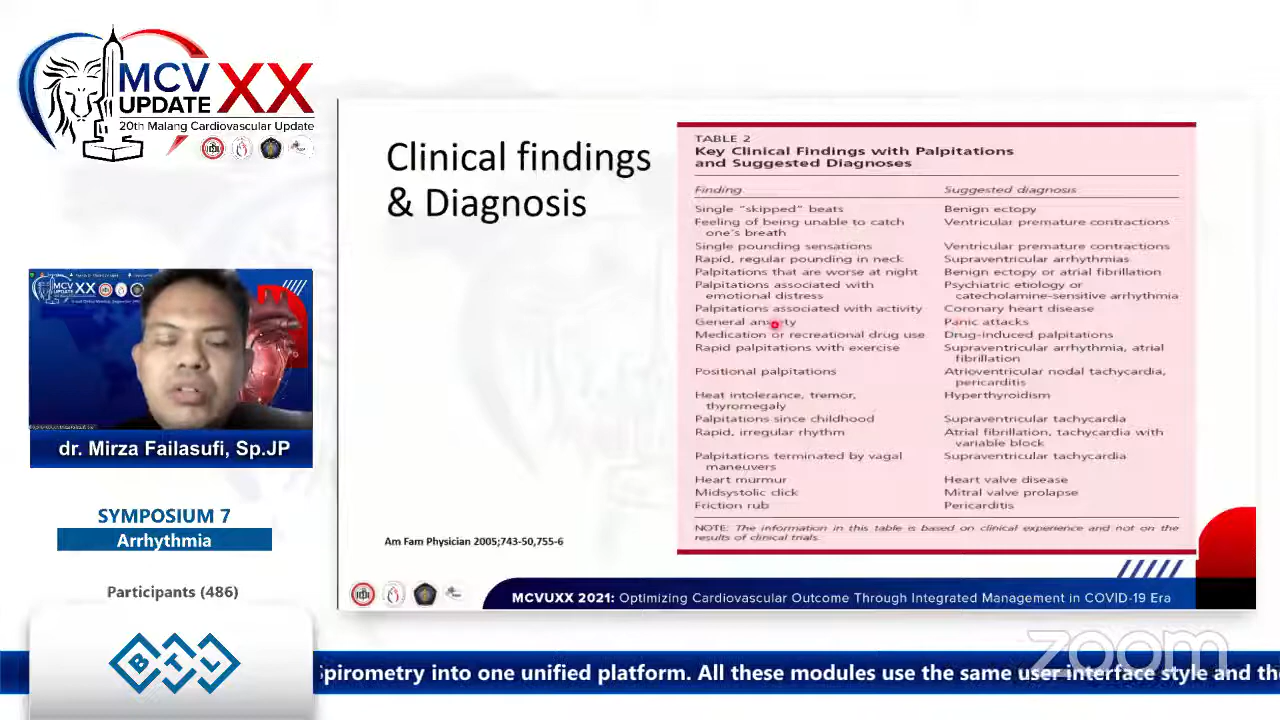 MCV XX
UPDATE
20th Malang Cardiovascular Update
dr. Mirza Failasufi, Sp.JP
SYMPOSIUM 7
Arrhythmia
Participants (486)
BTL
Clinical findings
& Diagnosis
Am Fam Physician 2005;743-50,755-6
TABLE 2
Key Clinical Findings with Palpitations
and Suggested Diagnoses
Finding Suggested diagnosis
Single “skipped” beats Benign ectopy
Feeling of being unable to catch Ventricular premature contractions
one's breath
Single pounding sensations Ventricular premature contractions
Rapid, regular pounding in neck Supraventricular arrhythmias
Palpitations that are worse at night Benign ectopy or atrial fibrillation
Palpitations associated with Psychiatric etiology or
emotional distress catecholamine-sensitive arrhythmia
Palpitations associated with activity Coronary heart disease
General anxiety Panic attacks
Medication or recreational drug use Drug-induced palpitations
Rapid palpitations with exercise Supraventricular arrhythmia, atrial
fibrillation
Positional palpitations Atrioventricular nodal tachycardia,
pericarditis
Heat intolerance, tremor, Hyperthyroidism
thyromegaly
Palpitations since childhood Supraventricular tachycardia
Rapid, irregular rhythm Atrial fibrillation, tachycardia with
variable block
Palpitations terminated by vagal Supraventricular tachycardia
maneuvers
Heart murmur Heart valve disease
Midsystolic click Mitral valve prolapse
Friction rub Pericarditis
NOTE: The information in this table is based on clinical experience and not on the
results of clinical trials.
MCVUXX 2021: Optimizing Cardiovascular Outcome Through Integrated Management in COVID-19 Era
zoom
Spirometry into one unified platform. All these modules use the same user interface style and the